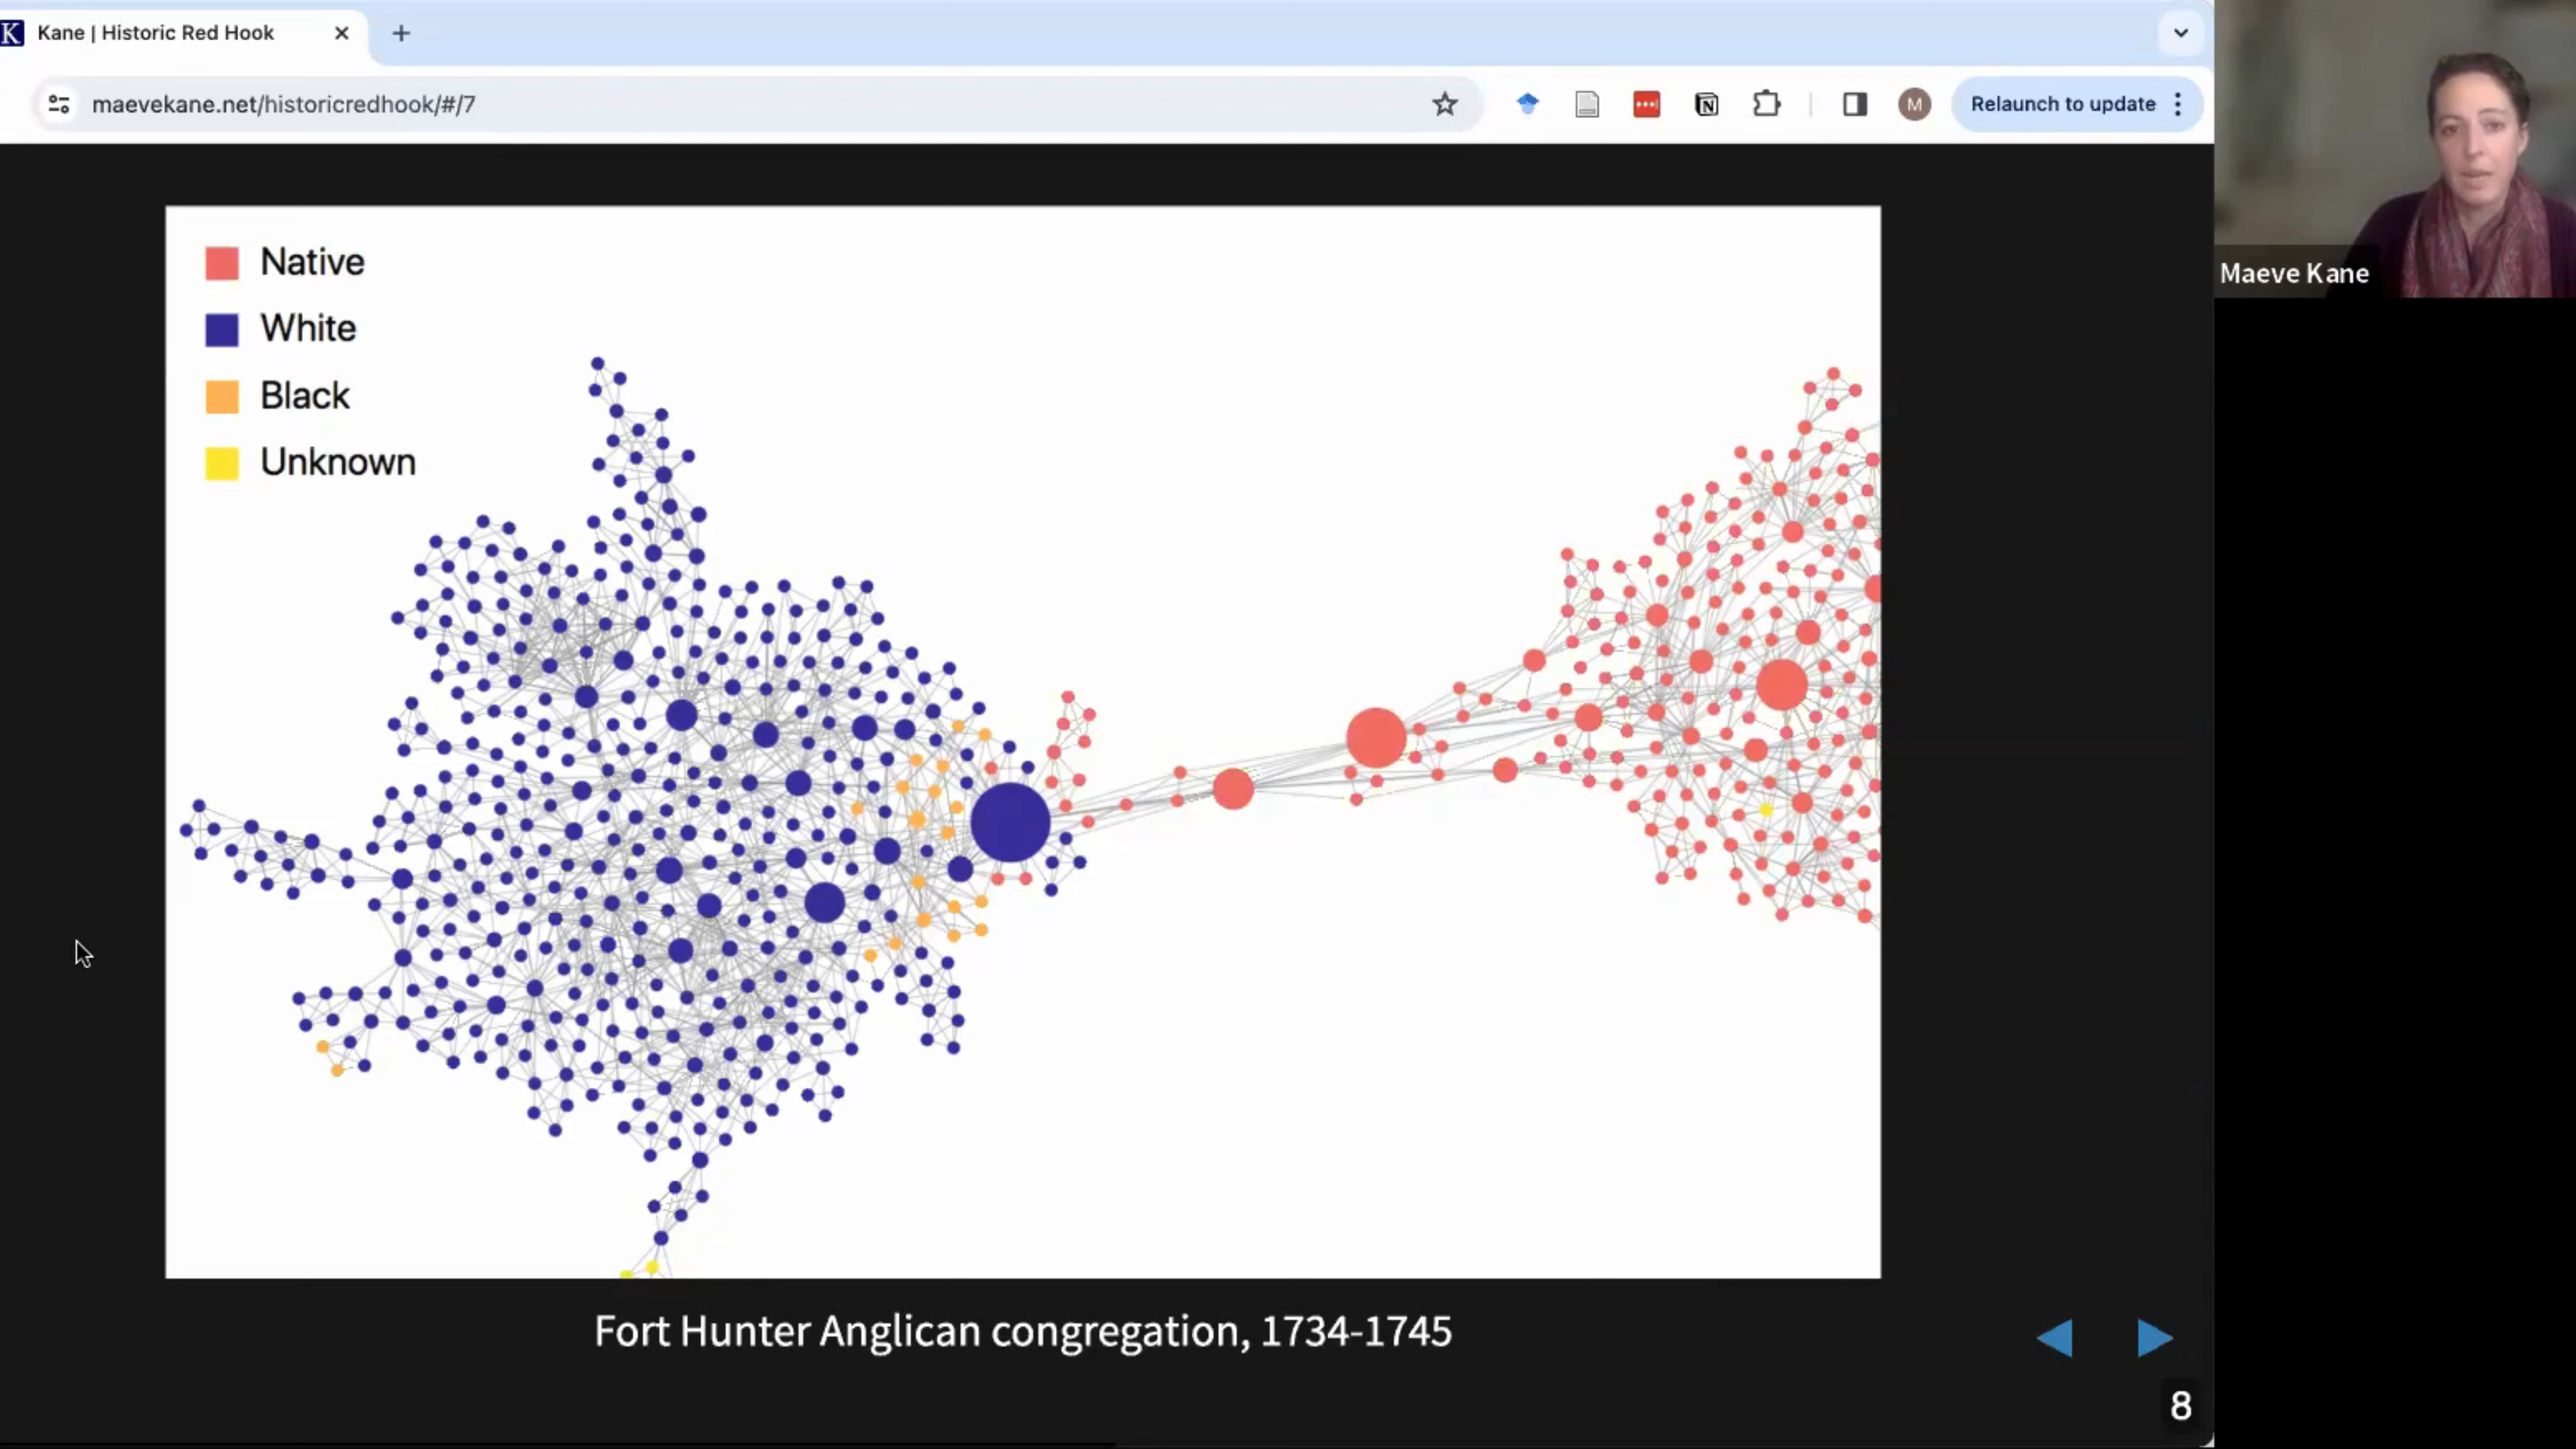 K Kane | Historic Red Hook
maevekane.net/historicredhook/#/7
N
M
Relaunch to update
Maeve Kane
Native
White
Black
Unknown
Fort Hunter Anglican congregation, 1734-1745
8